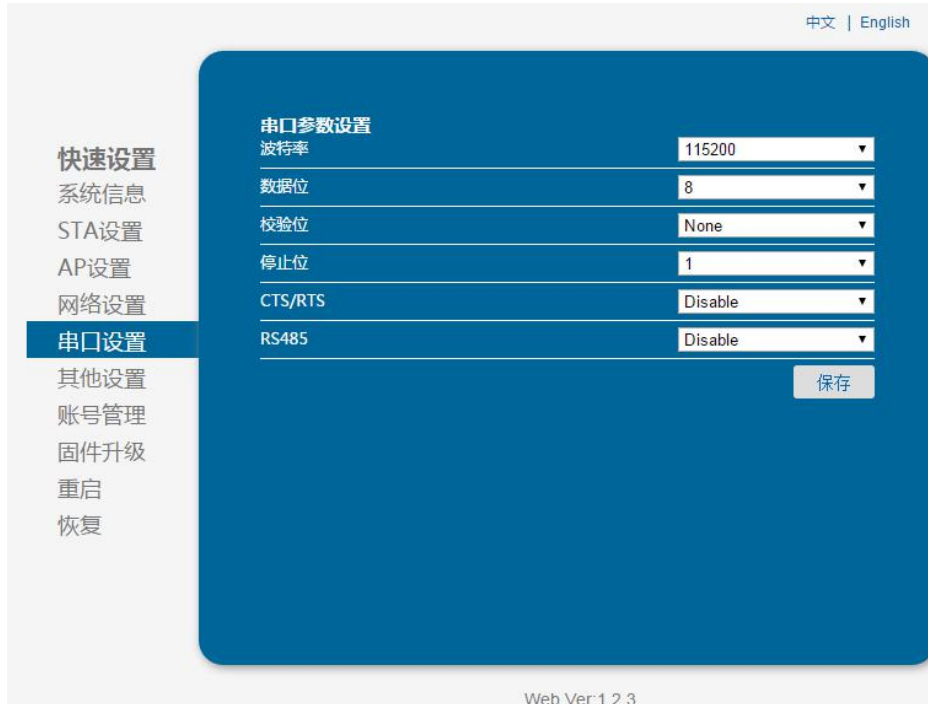 中文 | English
快速设置
系统信息
STA设置
AP设置
网络设置
串口设置
其他设置
账号管理
固件升级
重启
恢复
串口参数设置
波特率 115200
数据位 8
校验位 None
停止位 1
CTS/RTS Disable
RS485 Disable
保存
Web Ver:1.2.3